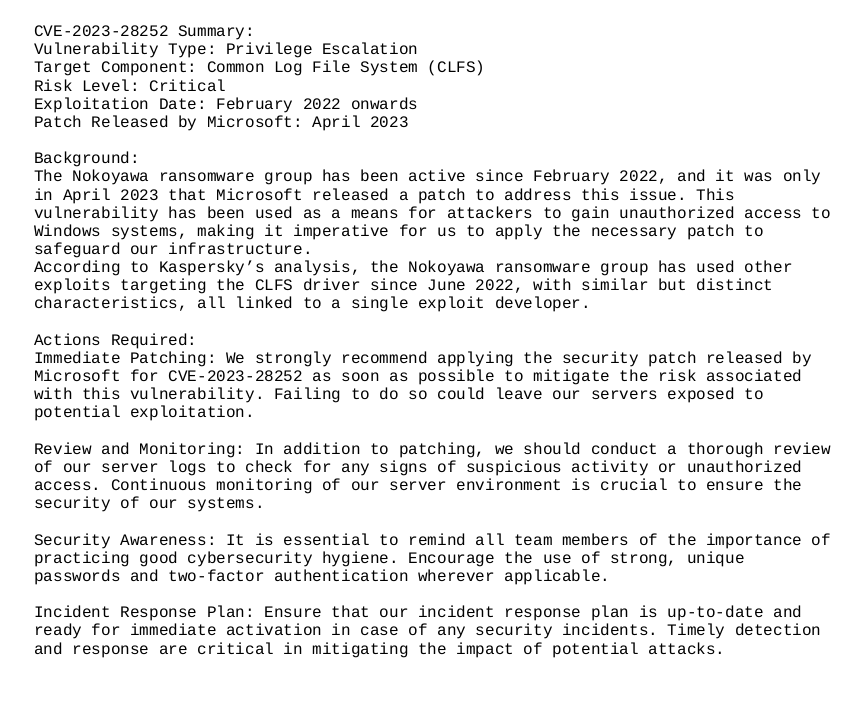 CVE-2023-28252 Summary:
Vulnerability Type: Privilege Escalation
Target Component: Common Log File System (CLFS)
Risk Level: Critical
Exploitation Date: February 2022 onwards
Patch Released by Microsoft: April 2023
Background:
The Nokoyawa ransomware group has been active since February 2022, and it was only
in April 2023 that Microsoft released a patch to address this issue. This
vulnerability has been used as a means for attackers to gain unauthorized access to
Windows systems, making it imperative for us to apply the necessary patch to
safeguard our infrastructure.
According to Kaspersky’s analysis, the Nokoyawa ransomware group has used other
exploits targeting the CLFS driver since June 2022, with similar but distinct
characteristics, all linked to a single exploit developer.
Actions Required:
Immediate Patching: We strongly recommend applying the security patch released by
Microsoft for CVE-2023-28252 as soon as possible to mitigate the risk associated
with this vulnerability. Failing to do so could leave our servers exposed to
potential exploitation.
Review and Monitoring: In addition to patching, we should conduct a thorough review
of our server logs to check for any signs of suspicious activity or unauthorized
access. Continuous monitoring of our server environment is crucial to ensure the
security of our systems.
Security Awareness: It is essential to remind all team members of the importance of
practicing good cybersecurity hygiene. Encourage the use of strong, unique
passwords and two-factor authentication wherever applicable.
Incident Response Plan: Ensure that our incident response plan is up-to-date and
ready for immediate activation in case of any security incidents. Timely detection
and response are critical in mitigating the impact of potential attacks.